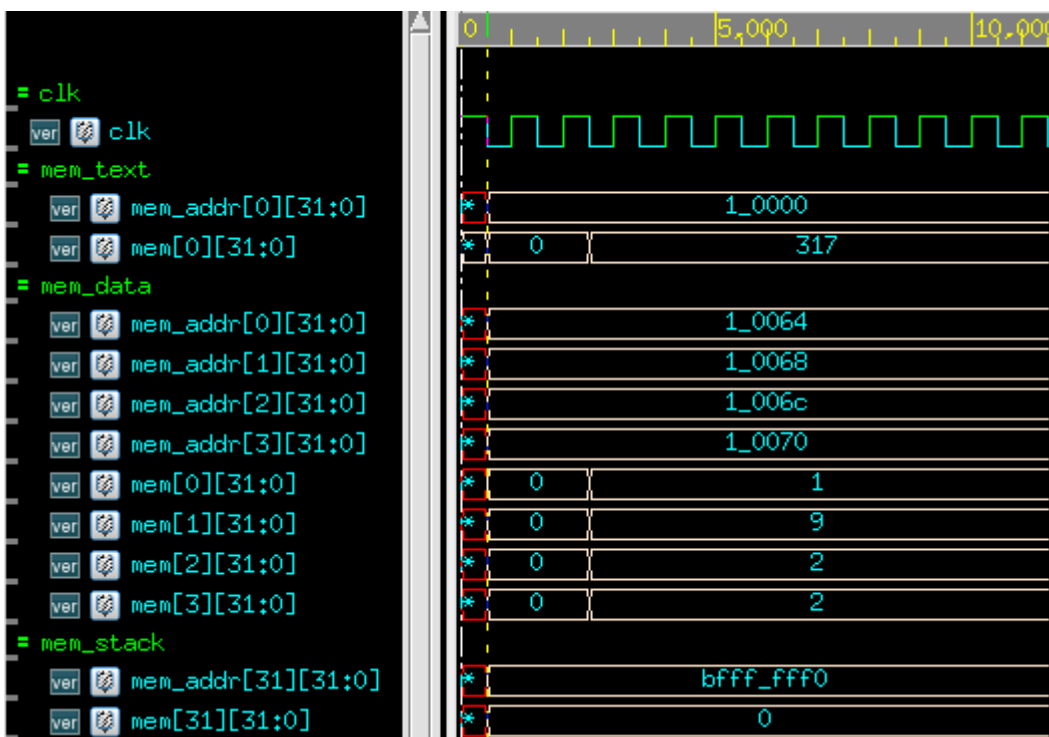 0 5,000 10,000
= clk
ver clk
= mem_text
ver mem_addr[0][31:0] * 1_0000
ver mem[0][31:0] * 0 317
= mem_data
ver mem_addr[0][31:0] * 1_0064
ver mem_addr[1][31:0] * 1_0068
ver mem_addr[2][31:0] * 1_006c
ver mem_addr[3][31:0] * 1_0070
ver mem[0][31:0] * 0 1
ver mem[1][31:0] * 0 9
ver mem[2][31:0] * 0 2
ver mem[3][31:0] * 0 2
= mem_stack
ver mem_addr[31][31:0] * bfff_fff0
ver mem[31][31:0] * 0